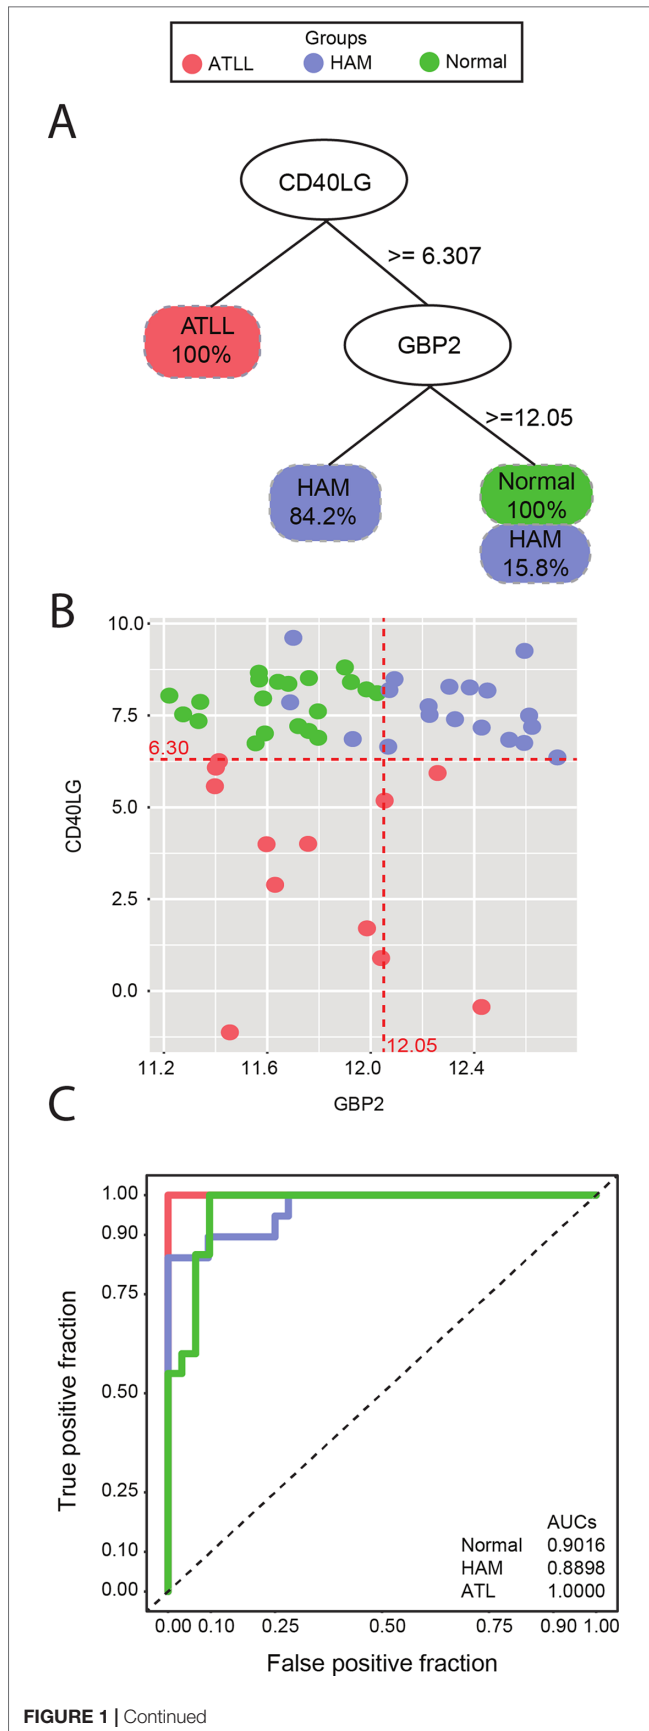 Groups
ATLL HAM Normal
A
CD40LG
>= 6.307
ATLL
100%
GBP2
>=12.05
HAM
84.2%
Normal
100%
HAM
15.8%
B
10.0
7.5
6.30
5.0
2.5
0.0
CD40LG
12.05
11.2 11.6 12.0 12.4
GBP2
C
1.00
0.90
0.75
0.50
0.25
0.10
0.00
True positive fraction
AUCs
Normal 0.9016
HAM 0.8898
ATL 1.0000
0.00 0.10 0.25 0.50 0.75 0.90 1.00
False positive fraction
FIGURE 1 | Continued